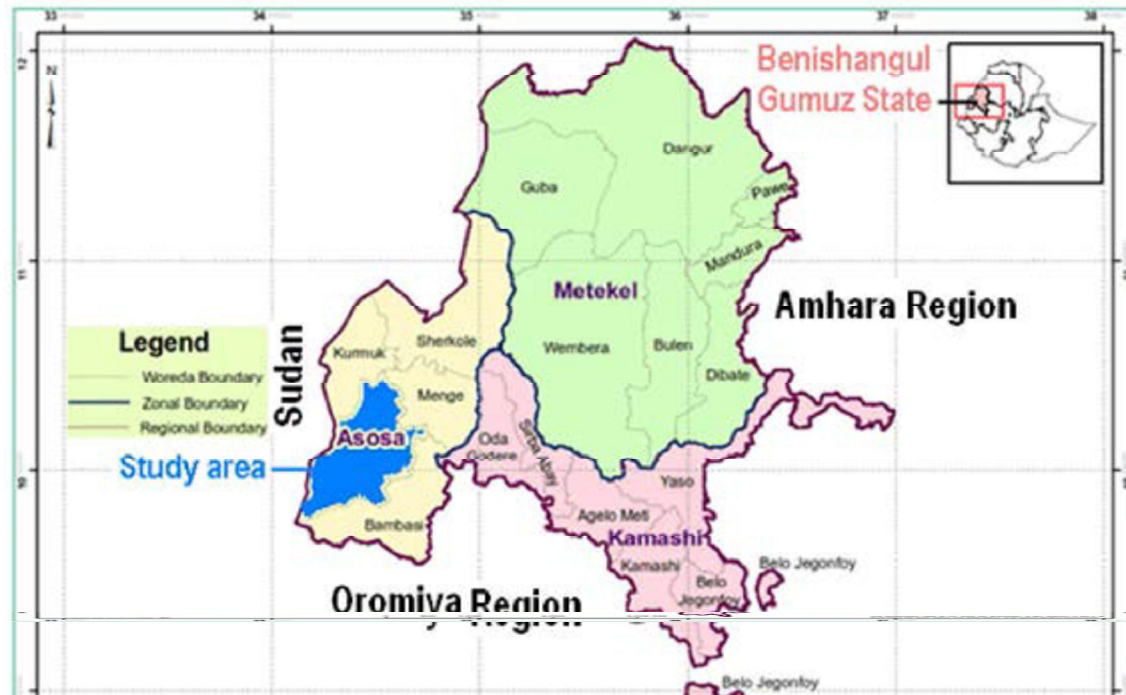 33 34 35 36 37 38
12
N
Benishangul
Gumuz State
Dangur
Guba
Pawe
Mandura
11
Metekel
Amhara Region
Sherkole
Kurmuk
Wembera
Bulen
Dibate
Legend
Woreda Boundary
Zonal Boundary
Regional Boundary
Sudan
Menge
Asosa
Oda
Godere
Sirba Abay
Study area
10
Yaso
Bambasi
Agelo Meti
Kamashi
Kamashi
Belo Jegonfoy
Belo
Jegonfoy
Oromiya Region
Belo Jegonfoy